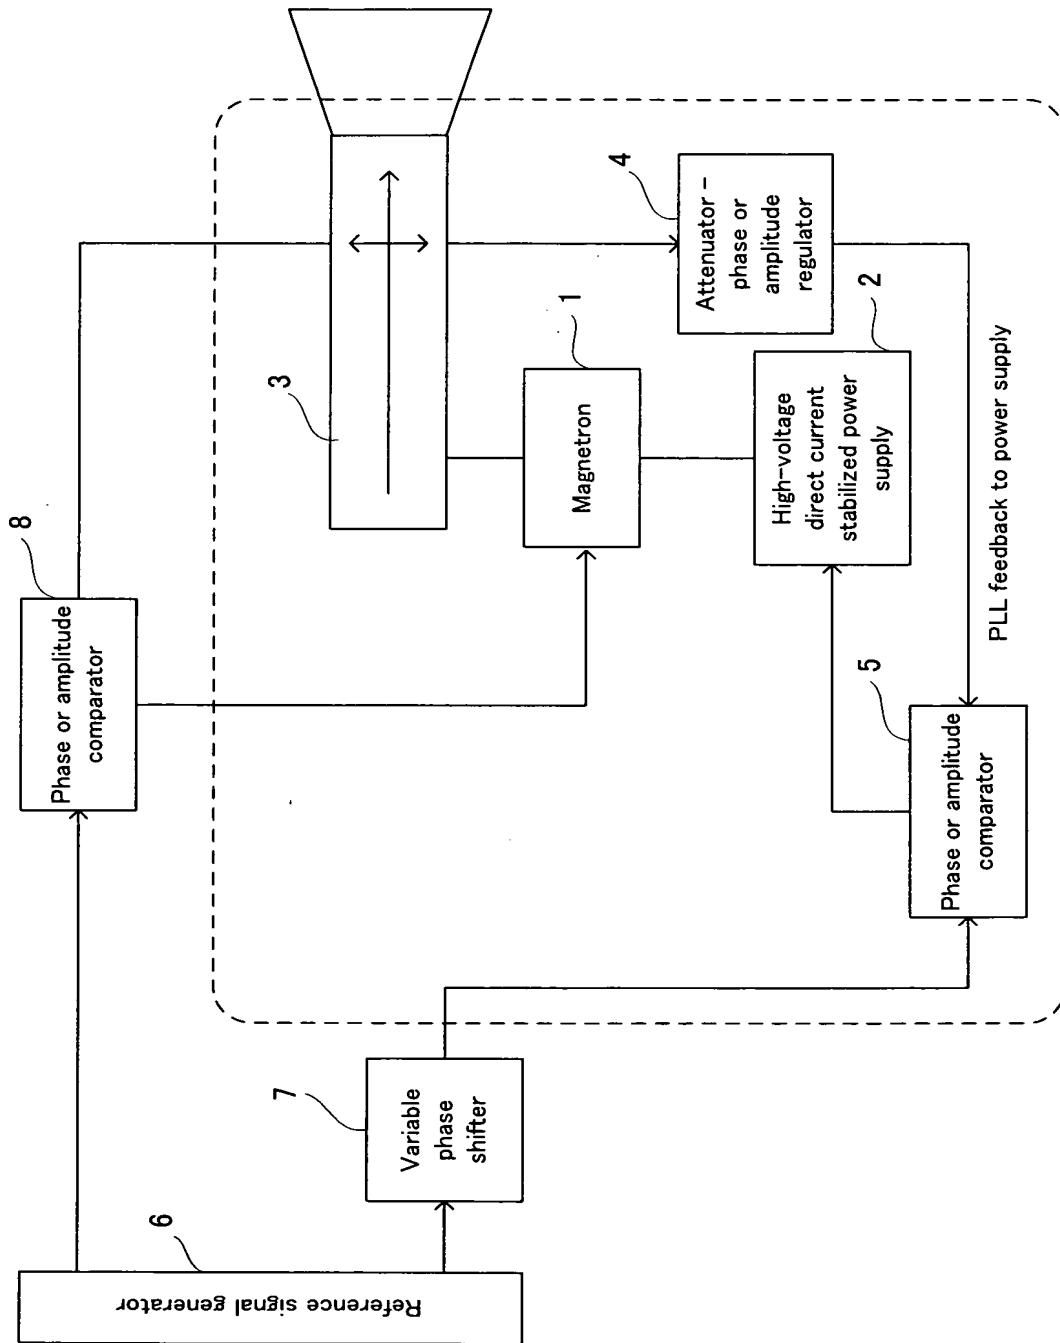 Reference signal generator
6
Variable
phase
shifter
7
Phase or amplitude
comparator
8
3
Magnetron
1
Attenuator –
phase or
amplitude
regulator
4
High-voltage
direct current
stabilized power
supply
2
Phase or amplitude
comparator
5
PLL feedback to power supply